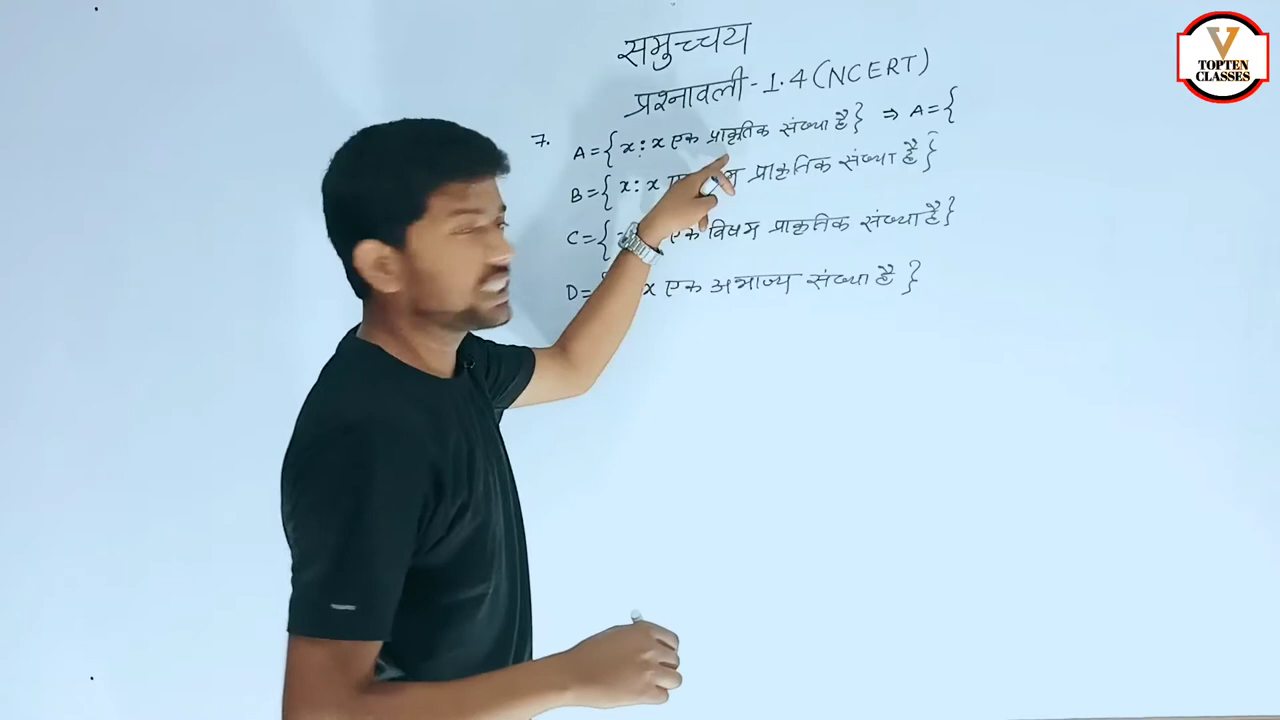 समुच्चय
प्रश्नावली - 1.4 (NCERT)
7. A = { x : x एक प्राकृतिक संख्या है } ⇒ A = {
B = { x : x प्राकृतिक संख्या है }
C = { एक विषम प्राकृतिक संख्या है }
D = { x एक अभाज्य संख्या है }
V
TOPTEN
CLASSES